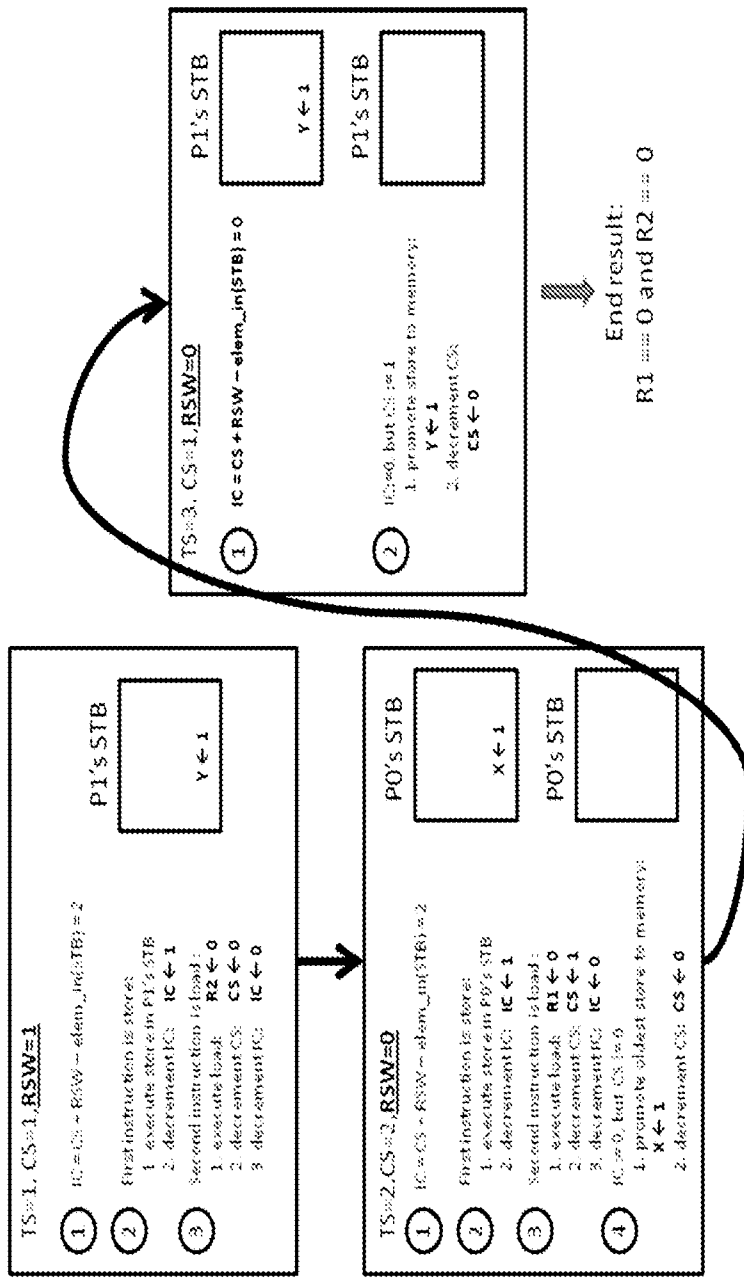 TS=1, CS=1, RSW=1
1
IC = CS + RSW – elem_in(STB) = 2
2
First instruction is store:
1. execute store in P1's STB
2. decrement IC: IC ← 1
3
Second instruction is load:
1. execute load: R2 ← 0
2. decrement CS: CS ← 0
3. decrement IC: IC ← 0
P1's STB
Y ← 1
TS=2, CS=2, RSW=0
1
IC = CS + RSW – elem_in(STB) = 2
2
First instruction is store:
1. execute store in P0's STB
2. decrement IC: IC ← 1
3
Second instruction is load:
1. execute load: R1 ← 0
2. decrement CS: CS ← 1
3. decrement IC: IC ← 0
4
but CS
1. promote oldest store to memory:
X ← 1
2. decrement CS: CS ← 0
P0's STB
X ← 1
P0's STB
TS=3, CS=1, RSW=0
1
IC = CS + RSW – elem_in(STB) = 0
2
but CS
1. promote store to memory:
Y ← 1
2. decrement CS:
CS ← 0
P1's STB
Y ← 1
P1's STB
End result:
R1 == 0 and R2 == 0